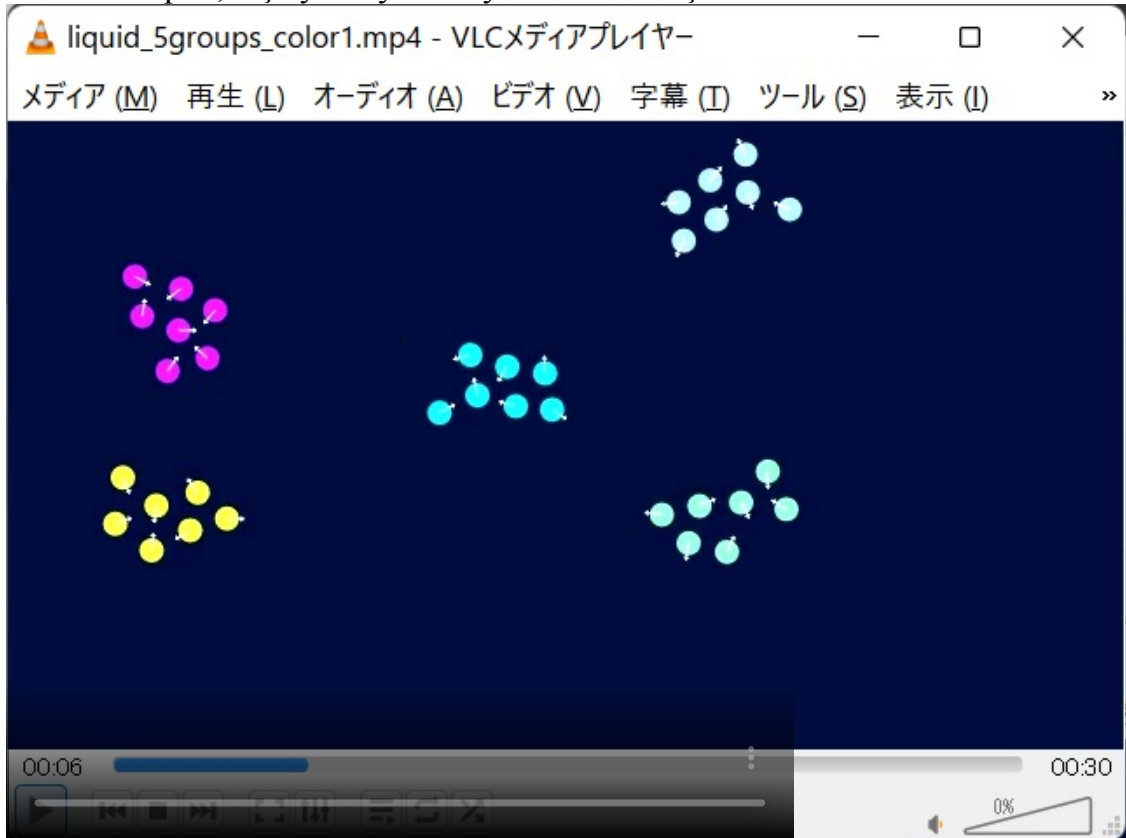 liquid_5groups_color1.mp4 - VLCメディアプレイヤー
メディア (M) 再生 (L) オーディオ (A) ビデオ (V) 字幕 (T) ツール (S) 表示 (I) »
00:06 00:30
0%